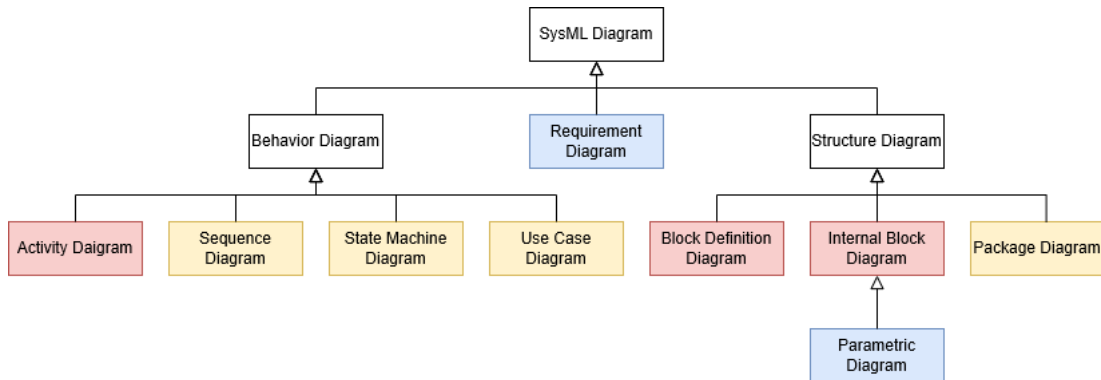 SysML Diagram
Behavior Diagram
Requirement
Diagram
Structure Diagram
Activity Daigram
Sequence
Diagram
State Machine
Diagram
Use Case
Diagram
Block Definition
Diagram
Internal Block
Diagram
Package Diagram
Parametric
Diagram